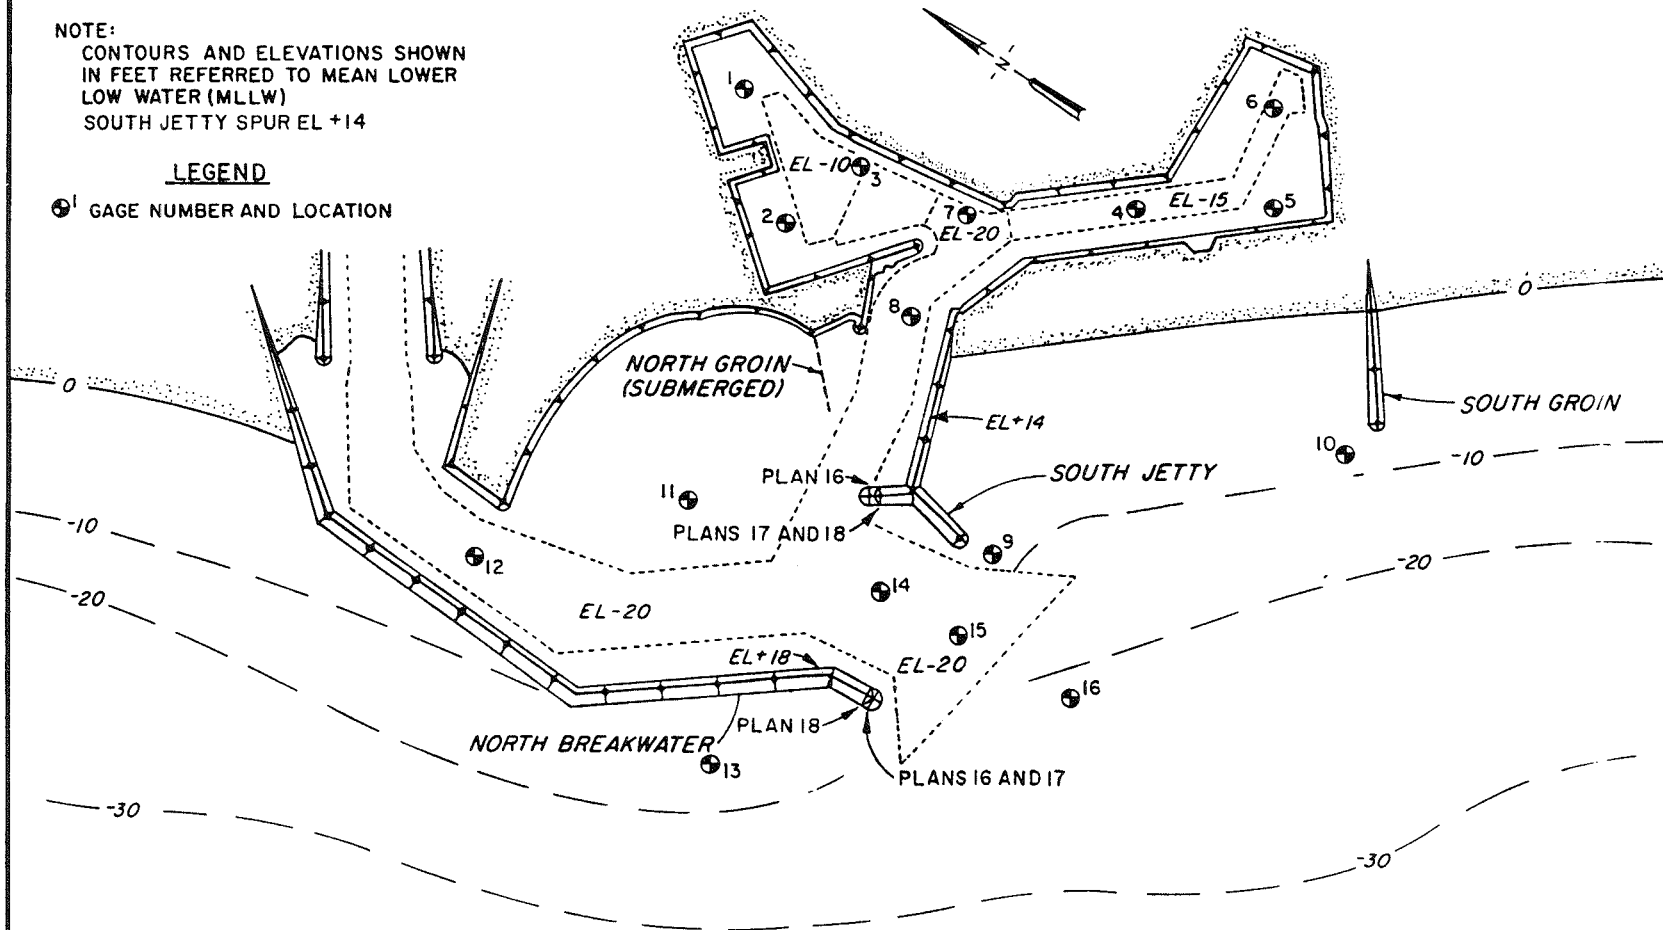 NOTE:
CONTOURS AND ELEVATIONS SHOWN
IN FEET REFERRED TO MEAN LOWER
LOW WATER (MLLW)
SOUTH JETTY SPUR EL +14
LEGEND
1 GAGE NUMBER AND LOCATION
N
1
6
EL-10
3
2
7
4
EL-15
5
EL-20
8
0
NORTH GROIN
(SUBMERGED)
0
SOUTH GROIN
EL+14
10
-10
PLAN 16
SOUTH JETTY
11
-10
PLANS 17 AND 18
9
12
-20
14
-20
EL-20
15
EL+18
EL-20
16
PLAN 18
NORTH BREAKWATER
13
PLANS 16 AND 17
-30
-30